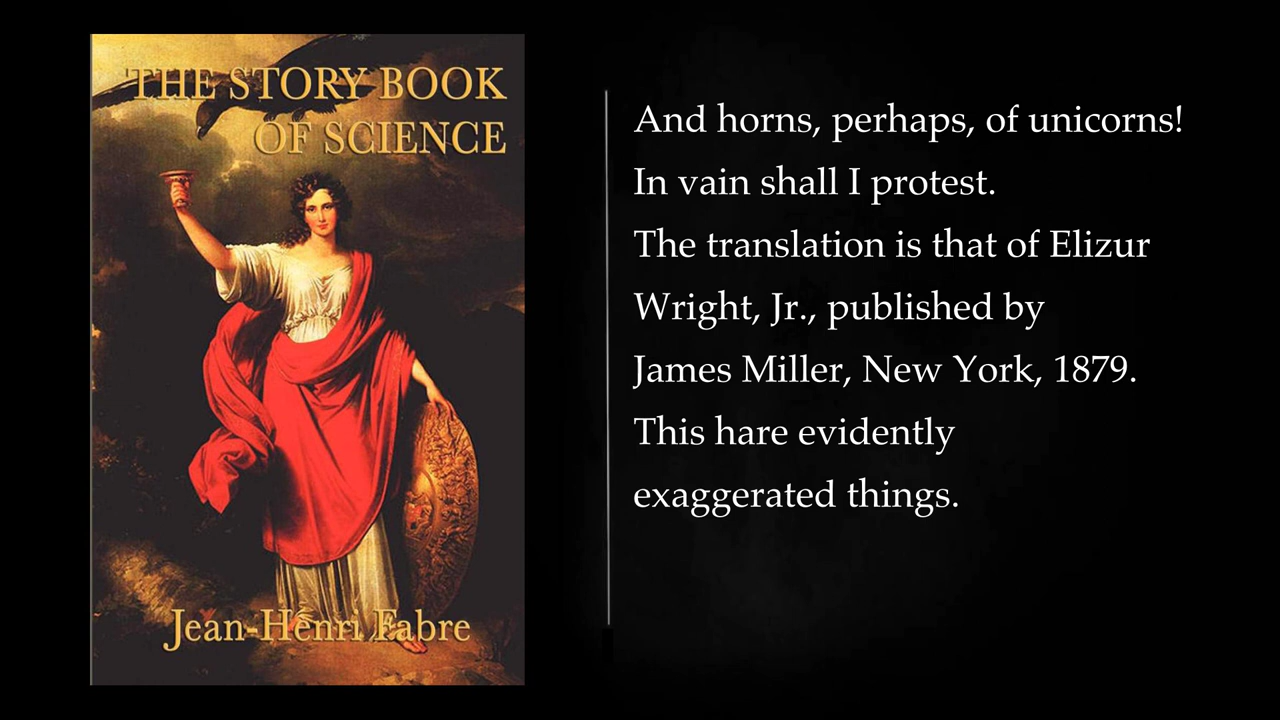 THE STORY BOOK
OF SCIENCE
Jean-Henri Fabre
And horns, perhaps, of unicorns!
In vain shall I protest.
The translation is that of Elizur
Wright, Jr., published by
James Miller, New York, 1879.
This hare evidently
exaggerated things.